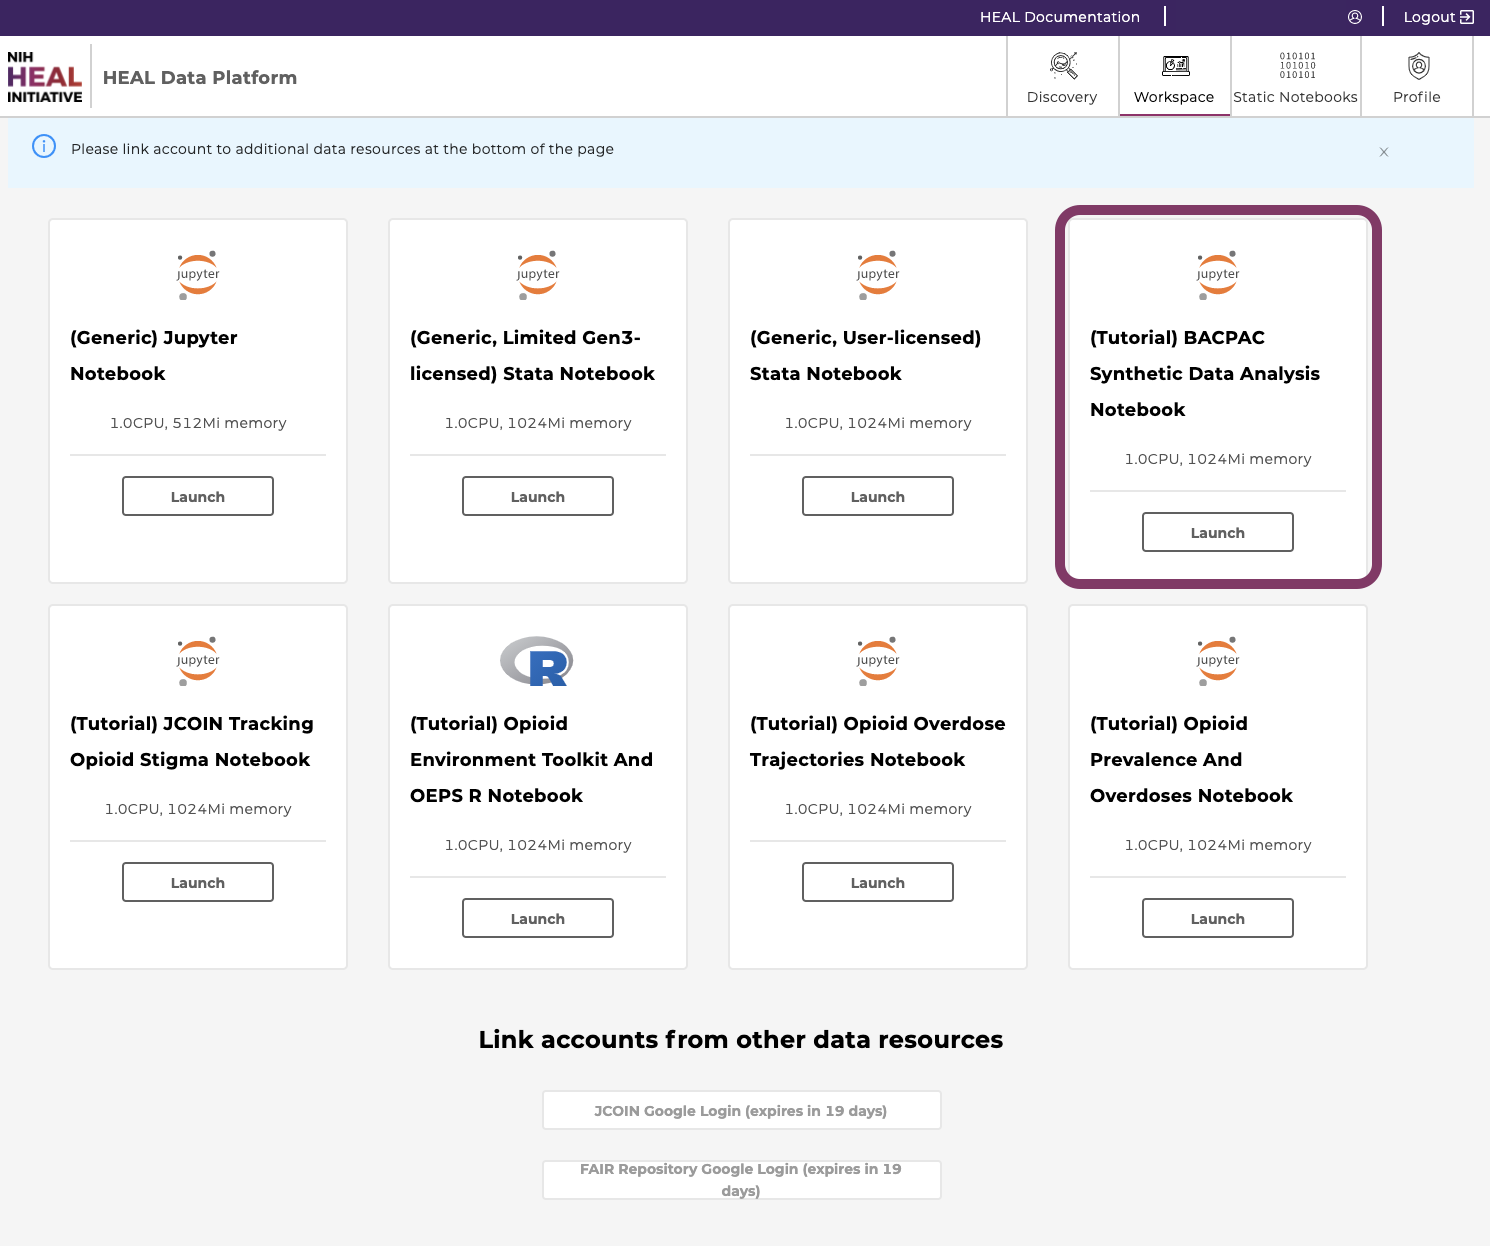 HEAL Documentation
Logout
NIH
HEAL
INITIATIVE
HEAL Data Platform
Discovery
Workspace
010101
101010
010101
Static Notebooks
Profile
Please link account to additional data resources at the bottom of the page
jupyter
(Generic) Jupyter
Notebook
1.0CPU, 512Mi memory
Launch
jupyter
(Generic, Limited Gen3-
licensed) Stata Notebook
1.0CPU, 1024Mi memory
Launch
jupyter
(Generic, User-licensed)
Stata Notebook
1.0CPU, 1024Mi memory
Launch
jupyter
(Tutorial) BACPAC
Synthetic Data Analysis
Notebook
1.0CPU, 1024Mi memory
Launch
jupyter
(Tutorial) JCOIN Tracking
Opioid Stigma Notebook
1.0CPU, 1024Mi memory
Launch
R
(Tutorial) Opioid
Environment Toolkit And
OEPS R Notebook
1.0CPU, 1024Mi memory
Launch
jupyter
(Tutorial) Opioid Overdose
Trajectories Notebook
1.0CPU, 1024Mi memory
Launch
jupyter
(Tutorial) Opioid
Prevalence And
Overdoses Notebook
1.0CPU, 1024Mi memory
Launch
Link accounts from other data resources
JCOIN Google Login (expires in 19 days)
FAIR Repository Google Login (expires in 19
days)